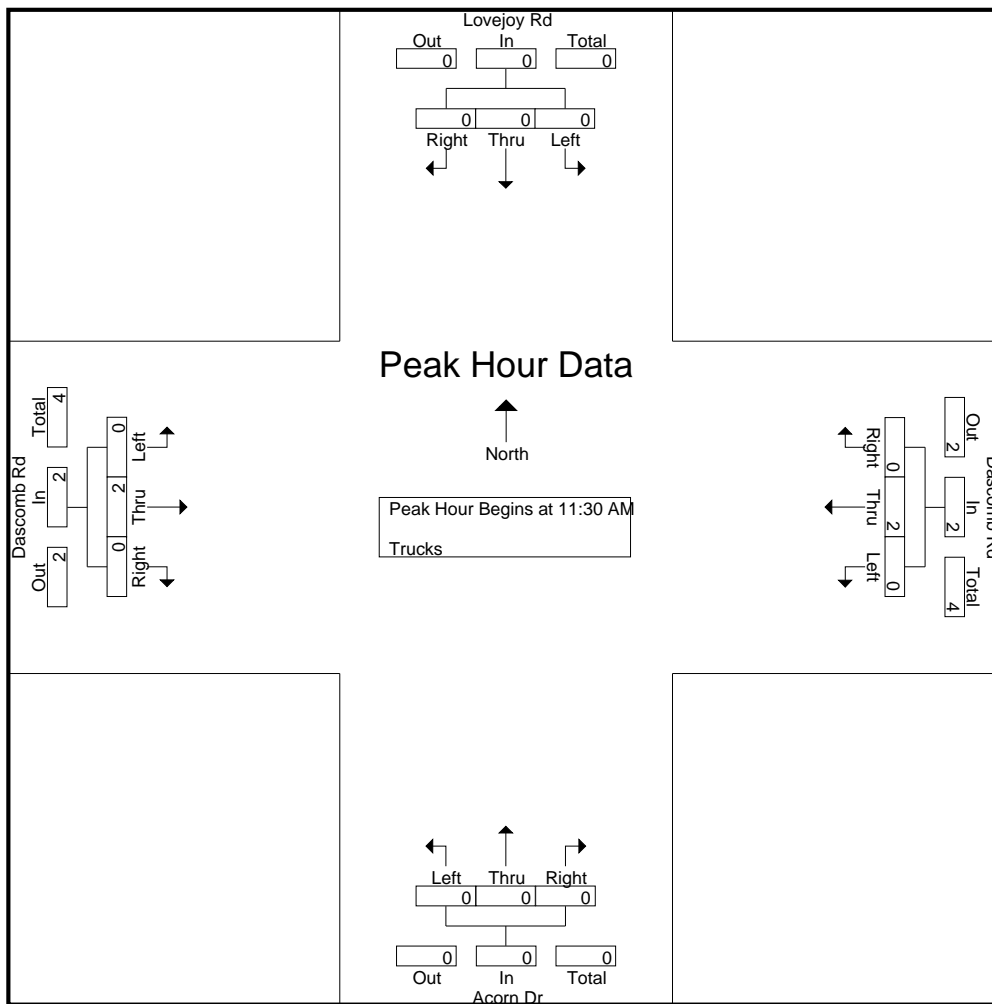 Lovejoy Rd
Out In Total
0 0 0
0 0 0
Right Thru Left
Peak Hour Data
North
Peak Hour Begins at 11:30 AM
Trucks
Dascomb Rd
Out In Total
2 2 4
Left Thru Right
0 2 0
Dascomb Rd
Out In Total
2 2 4
Right Thru Left
0 2 0
Left Thru Right
0 0 0
0 0 0
Out In Total
Acorn Dr